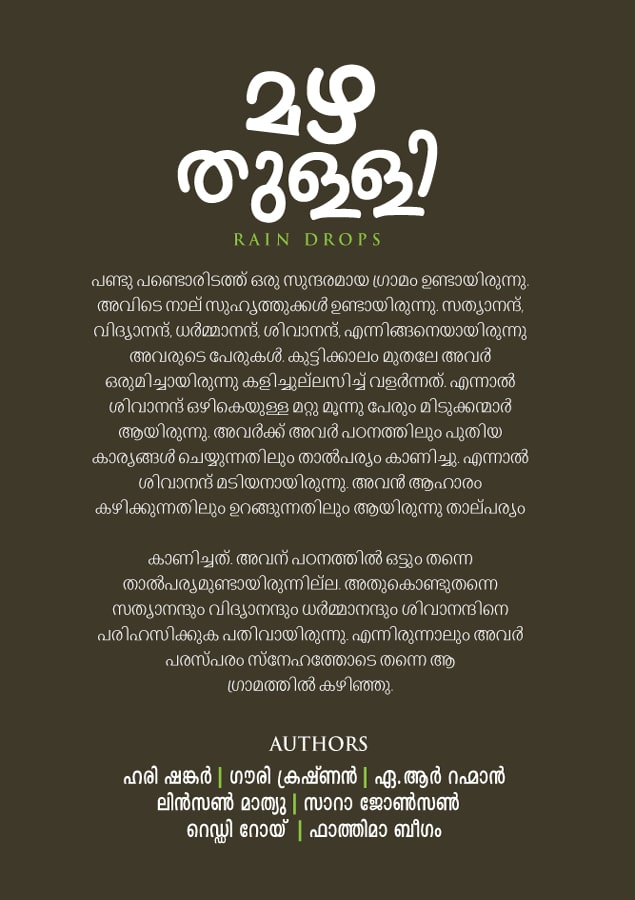 മഴ
തുള്ളി
RAIN DROPS
പണ്ടു പണ്ടൊരിടത്ത് ഒരു സുന്ദരമായ ഗ്രാമം ഉണ്ടായിരുന്നു.
അവിടെ നാല് സുഹൃത്തുക്കൾ ഉണ്ടായിരുന്നു. സത്യാനന്ദ്,
വിദ്യാനന്ദ്, ധർമ്മാനന്ദ്, ശിവാനന്ദ്, എന്നിങ്ങനെയായിരുന്നു
അവരുടെ പേരുകൾ. കുട്ടിക്കാലം മുതലേ അവർ
ഒരുമിച്ചായിരുന്നു കളിച്ചുല്ലസിച്ച് വളർന്നത്. എന്നാൽ
ശിവാനന്ദ് ഒഴികെയുള്ള മറ്റു മൂന്നു പേരും മിടുക്കന്മാർ
ആയിരുന്നു. അവർക്ക് അവർ പഠനത്തിലും പുതിയ
കാര്യങ്ങൾ ചെയ്യുന്നതിലും താൽപര്യം കാണിച്ചു. എന്നാൽ
ശിവാനന്ദ് മടിയനായിരുന്നു. അവൻ ആഹാരം
കഴിക്കുന്നതിലും ഉറങ്ങുന്നതിലും ആയിരുന്നു താല്പര്യം
കാണിച്ചത്. അവന് പഠനത്തിൽ ഒട്ടും തന്നെ
താൽപര്യമുണ്ടായിരുന്നില്ല. അതുകൊണ്ടുതന്നെ
സത്യാനന്ദും വിദ്യാനന്ദും ധർമ്മാനന്ദും ശിവാനന്ദിനെ
പരിഹസിക്കുക പതിവായിരുന്നു. എന്നിരുന്നാലും അവർ
പരസ്പരം സ്നേഹത്തോടെ തന്നെ ആ
ഗ്രാമത്തിൽ കഴിഞ്ഞു.
AUTHORS
ഹരി ഷങ്കർ | ഗൗരി ക്രഷ്ണൻ | ഏ.ആർ റഹ്മാൻ
ലിൻസൺ മാത്യു | സാറാ ജോൺസൺ
റെഡ്ഡി റോയ് | ഫാത്തിമാ ബീഗം